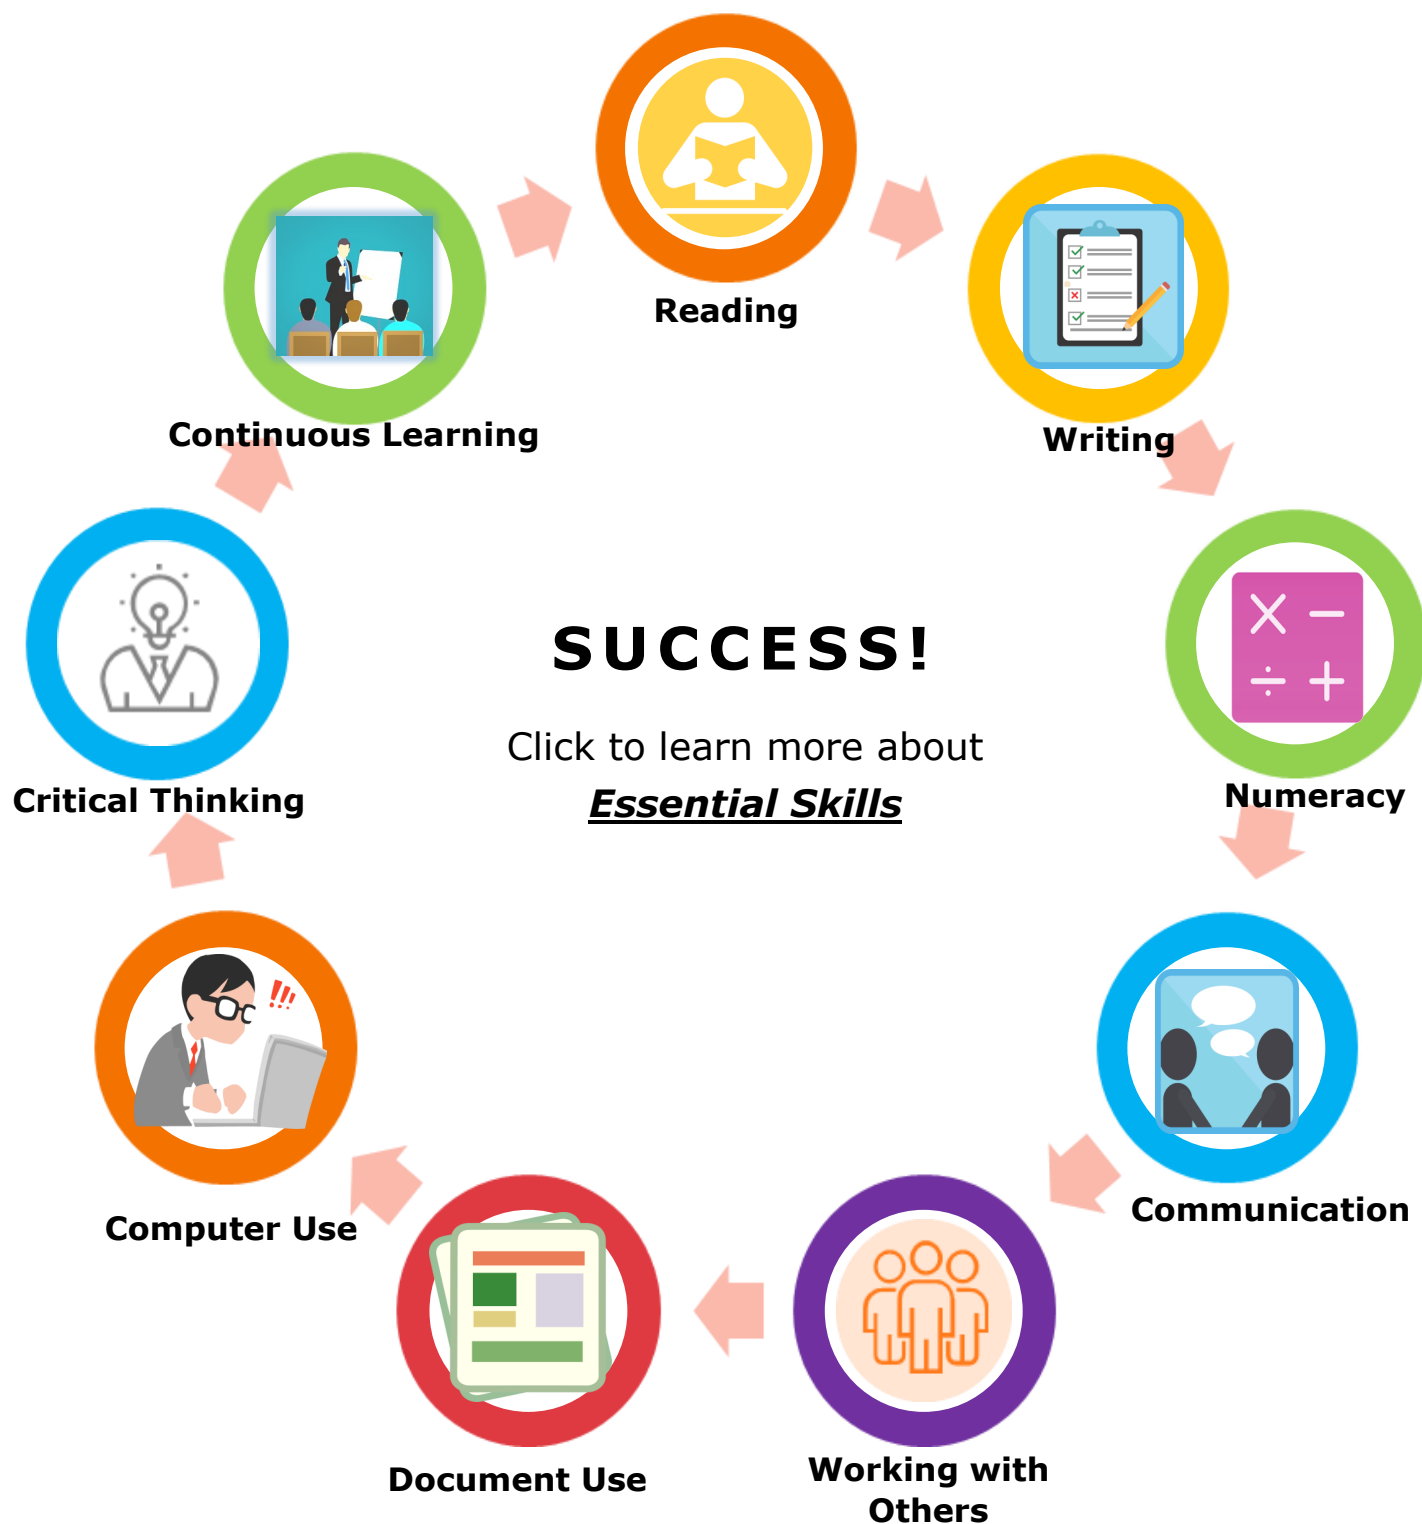 Reading
Continuous Learning
Writing
SUCCESS!
Click to learn more about
Essential Skills
Numeracy
Critical Thinking
Communication
Computer Use
Working with
Others
Document Use